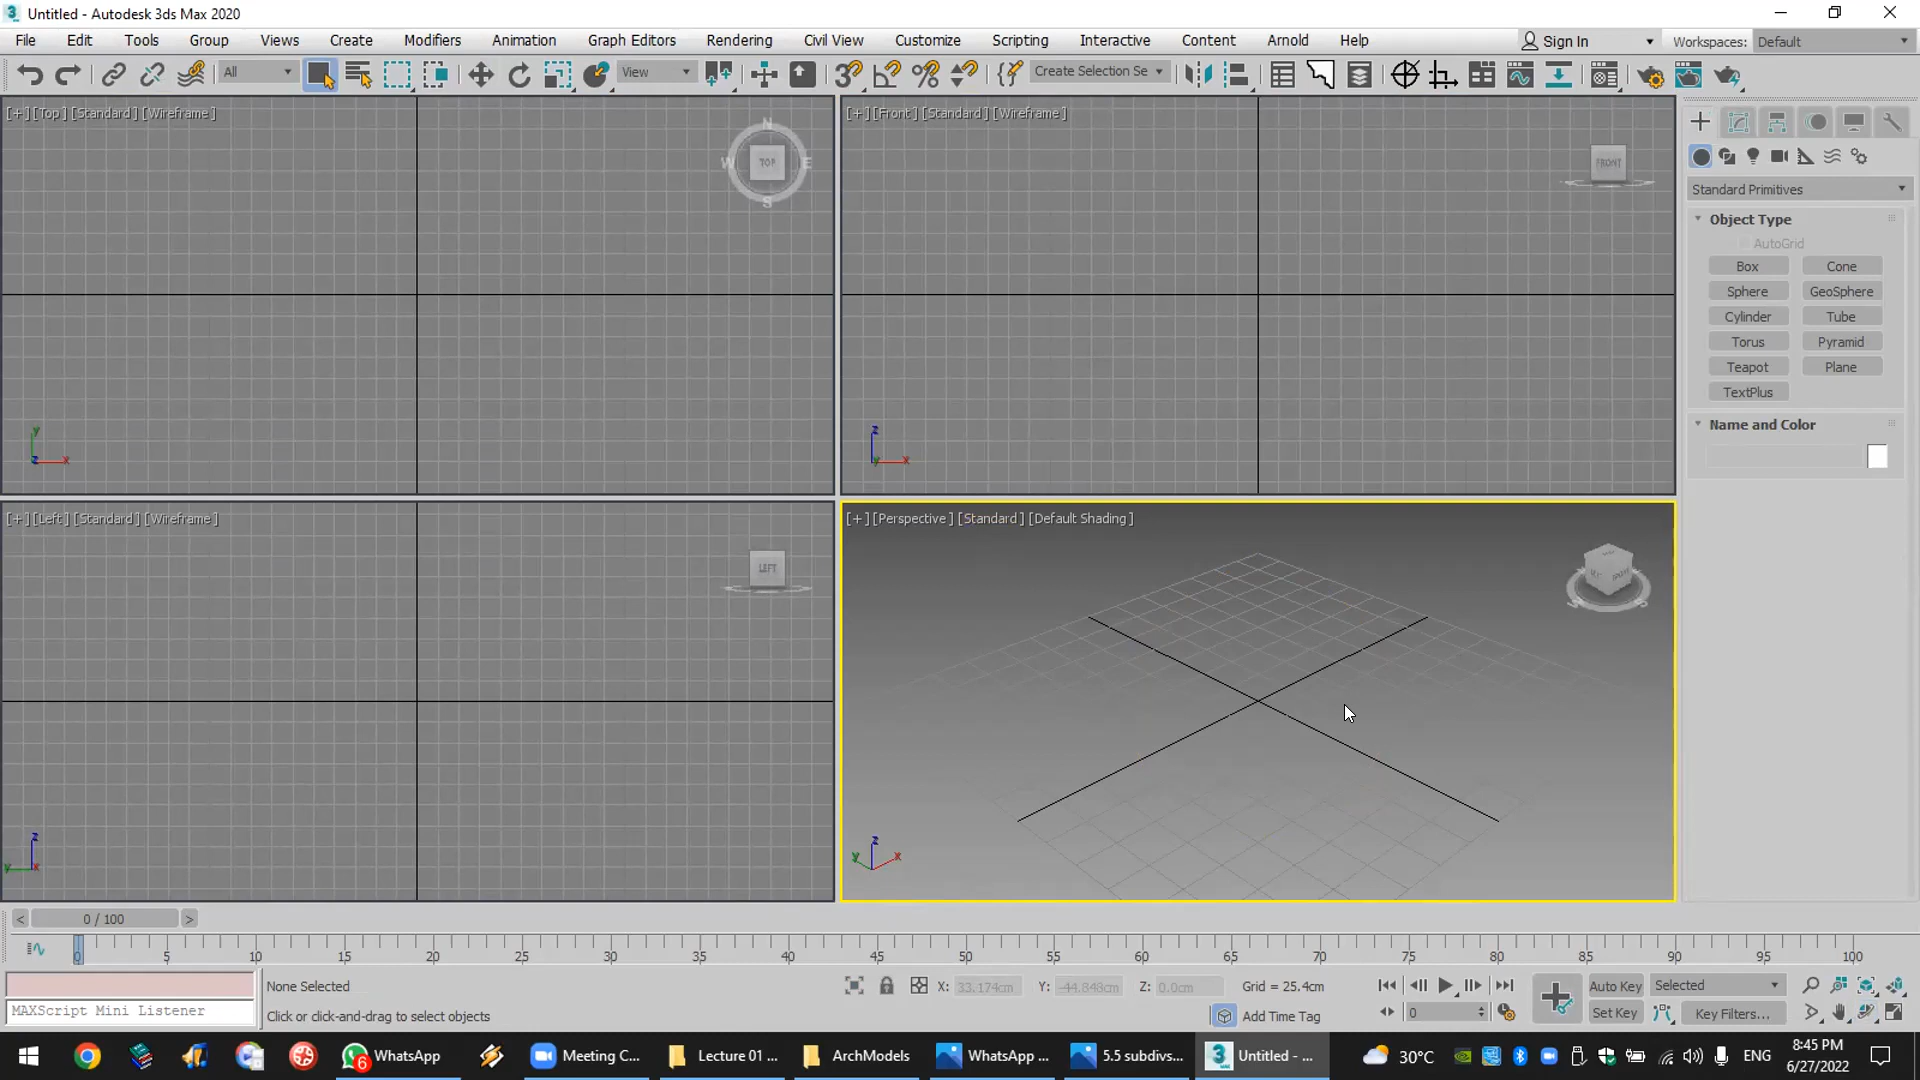 Untitled - Autodesk 3ds Max 2020
File Edit Tools Group Views Create Modifiers Animation Graph Editors Rendering Civil View Customize Scripting Interactive Content Arnold Help Sign In Workspaces: Default
All View Create Selection Se
[+] [Top] [Standard] [Wireframe]
N
W TOP E
S
y
z x
[+] [Front] [Standard] [Wireframe]
FRONT
z
y x
[+] [Left] [Standard] [Wireframe]
LEFT
z
y x
[+] [Perspective] [Standard] [Default Shading]
z
y x
Standard Primitives
Object Type
AutoGrid
Box Cone
Sphere GeoSphere
Cylinder Tube
Torus Pyramid
Teapot Plane
TextPlus
Name and Color
< 0 / 100 >
0 5 10 15 20 25 30 35 40 45 50 55 60 65 70 75 80 85 90 95 100
None Selected X: 33.174cm Y: -44.848cm Z: 0.0cm Grid = 25.4cm Auto Key Selected
MAXScript Mini Listener Click or click-and-drag to select objects Add Time Tag 0 Set Key Key Filters...
6 WhatsApp Meeting C... Lecture 01 ... ArchModels WhatsApp ... 5.5 subdivs... 3 MAX Untitled - ... 30°C ENG 8:45 PM
6/27/2022